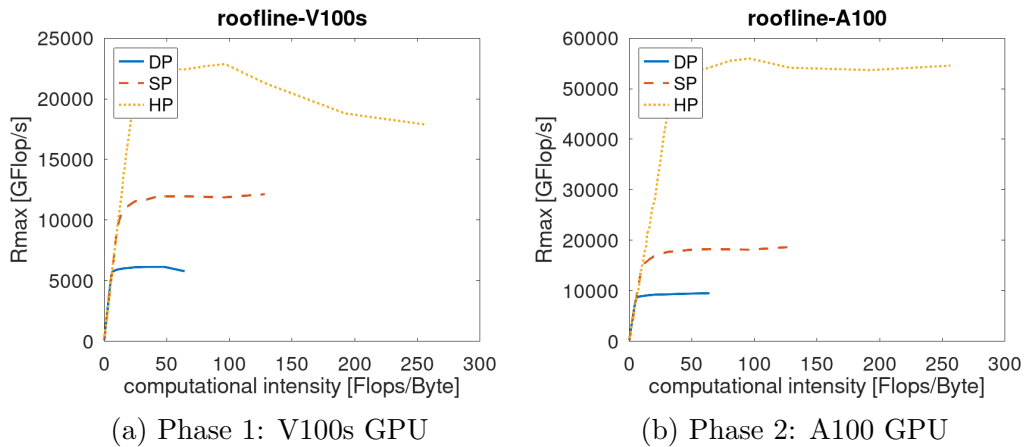 roofline-V100s
25000
20000
15000
10000
5000
0
Rmax [GFlop/s]
DP
SP
HP
0 50 100 150 200 250 300
computational intensity [Flops/Byte]
(a) Phase 1: V100s GPU
roofline-A100
60000
50000
40000
30000
20000
10000
0
Rmax [GFlop/s]
DP
SP
HP
0 50 100 150 200 250 300
computational intensity [Flops/Byte]
(b) Phase 2: A100 GPU